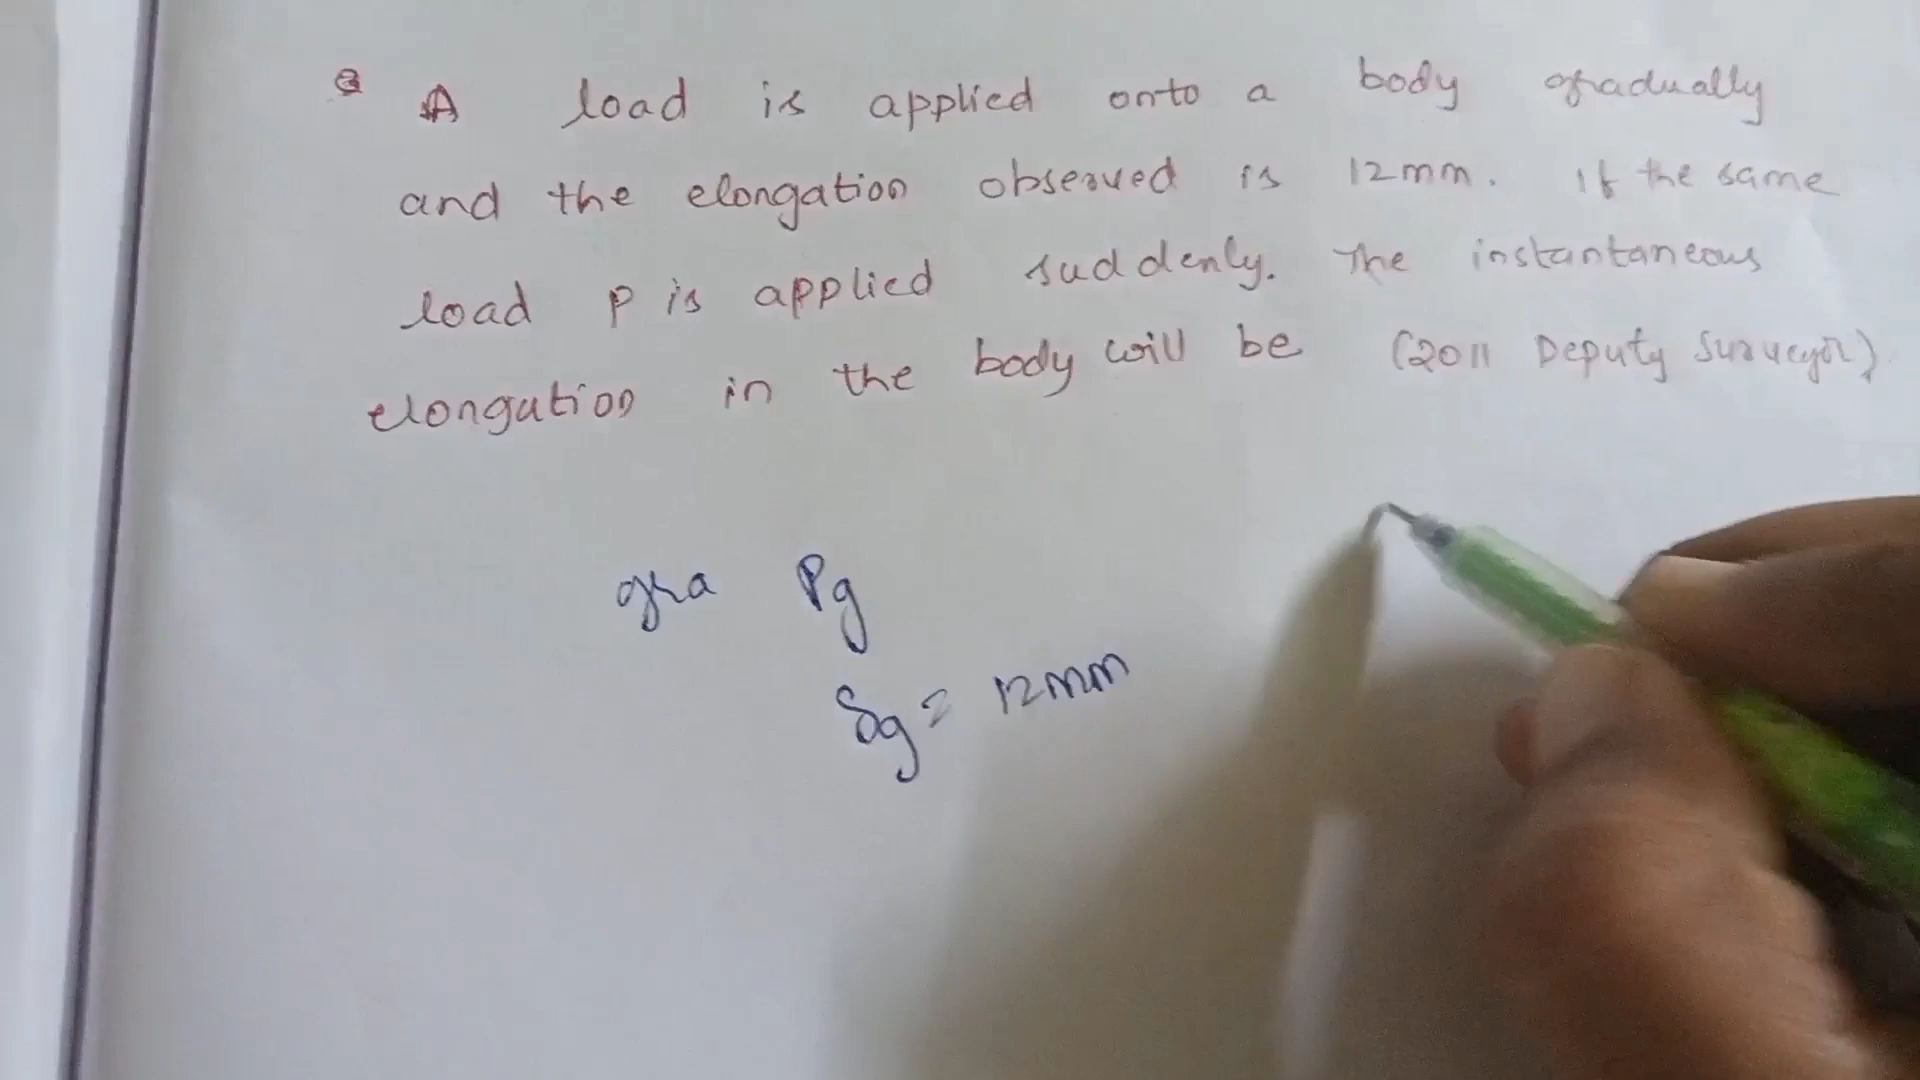 Q A load is applied onto a body gradually
and the elongation observed is 12mm. If the same
load P is applied suddenly. The instantaneous
elongation in the body will be (2011 Deputy Surveyor)
gra Pg
δg = 12mm